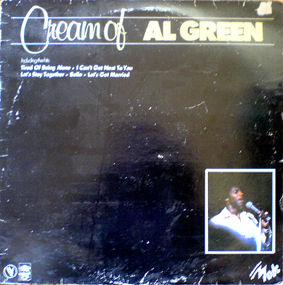 Cream of AL GREEN
Including the hits
Tired Of Being Alone • I Can't Get Next To You
Let's Stay Together • Belle • Let's Get Married